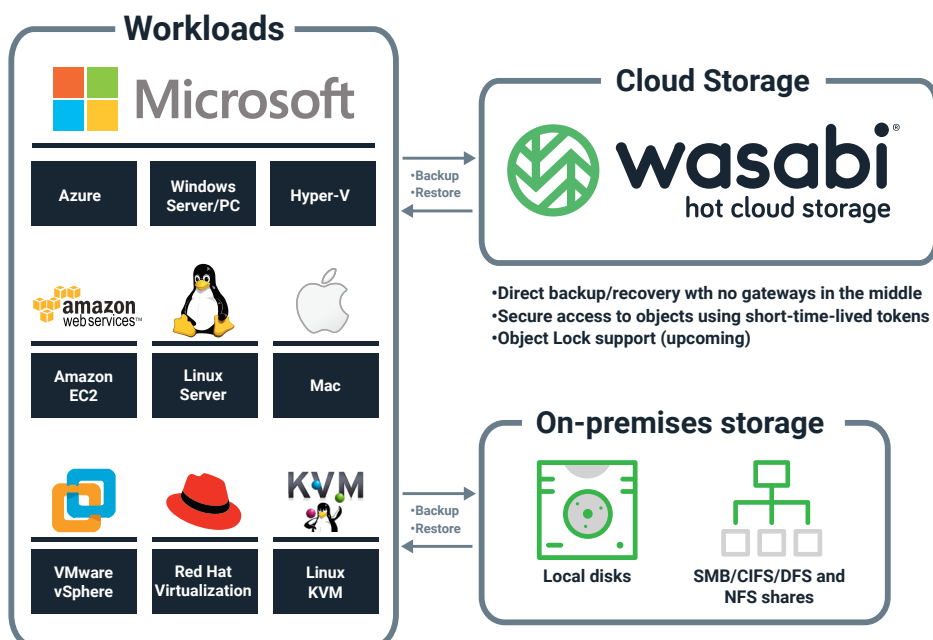 Workloads
Microsoft
Azure
Windows
Server/PC
Hyper-V
amazon
webservices™
Amazon
EC2
Linux
Server
Mac
KVM
VMware
vSphere
Red Hat
Virtualization
Linux
KVM
•Backup
•Restore
•Backup
•Restore
Cloud Storage
wasabi®
hot cloud storage
•Direct backup/recovery wth no gateways in the middle
•Secure access to objects using short-time-lived tokens
•Object Lock support (upcoming)
On-premises storage
Local disks
SMB/CIFS/DFS and
NFS shares